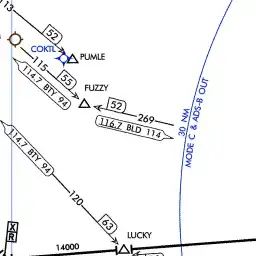 113
52
COKTL
PUMLE
115
55
114.7 BTY 94
FUZZY
52
269
116.7 BLD 114
30 NM
MODE C & ADS-B OUT
114.7 BTY 94
120
63
LUCKY
14000
X
R